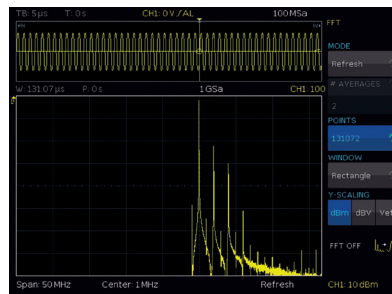 TB: 5 µs T: 0 s CH1: 0 V / AL 100 MSa
FFT
MODE
Refresh
# AVERAGES
2
W: 131.07 µs P: 0 s 1 GSa CH1: 100
POINTS
131072
WINDOW
Rectangle
Y-SCALING
dBm dBV
FFT OFF
Span: 50 MHz Center: 1 MHz Refresh CH1: 10 dBm